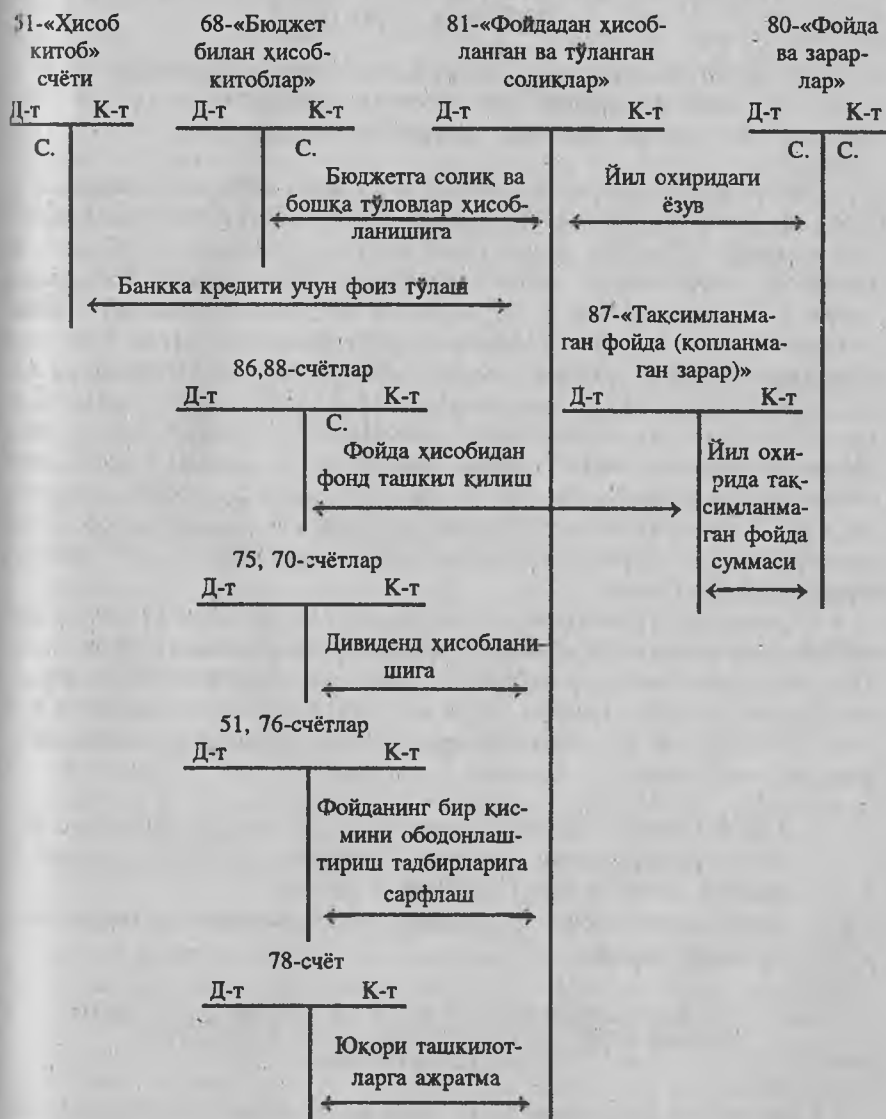 51-«Ҳисоб
китоб»
счёти
Д-т К-т
С.
68-«Бюджет
билан ҳисоб-
китоблар»
Д-т К-т
С.
81-«Фойдадан ҳисоб-
ланган ва тўланган
солиқлар»
Д-т К-т
80-«Фойда
ва зарар-
лар»
Д-т К-т
С. С.
Бюджетга солиқ ва
бошқа тўловлар ҳисоб-
ланишига
Йил охиридаги
ёзув
Банкка кредити учун фоиз тўлаш
87-«Тақсимланма-
ган фойда (қопланма-
ган зарар)»
Д-т К-т
86,88-счётлар
Д-т К-т
С.
Фойда ҳисобидан
фонд ташкил қилиш
Йил охи-
рида тақ-
симланма-
ган фойда
суммаси
75, 70-счётлар
Д-т К-т
Дивиденд ҳисоблани-
шига
51, 76-счётлар
Д-т К-т
Фойданинг бир қис-
мини ободонлаш-
тириш тадбирларига
сарфлаш
78-счёт
Д-т К-т
Юқори ташкилот-
ларга ажратма